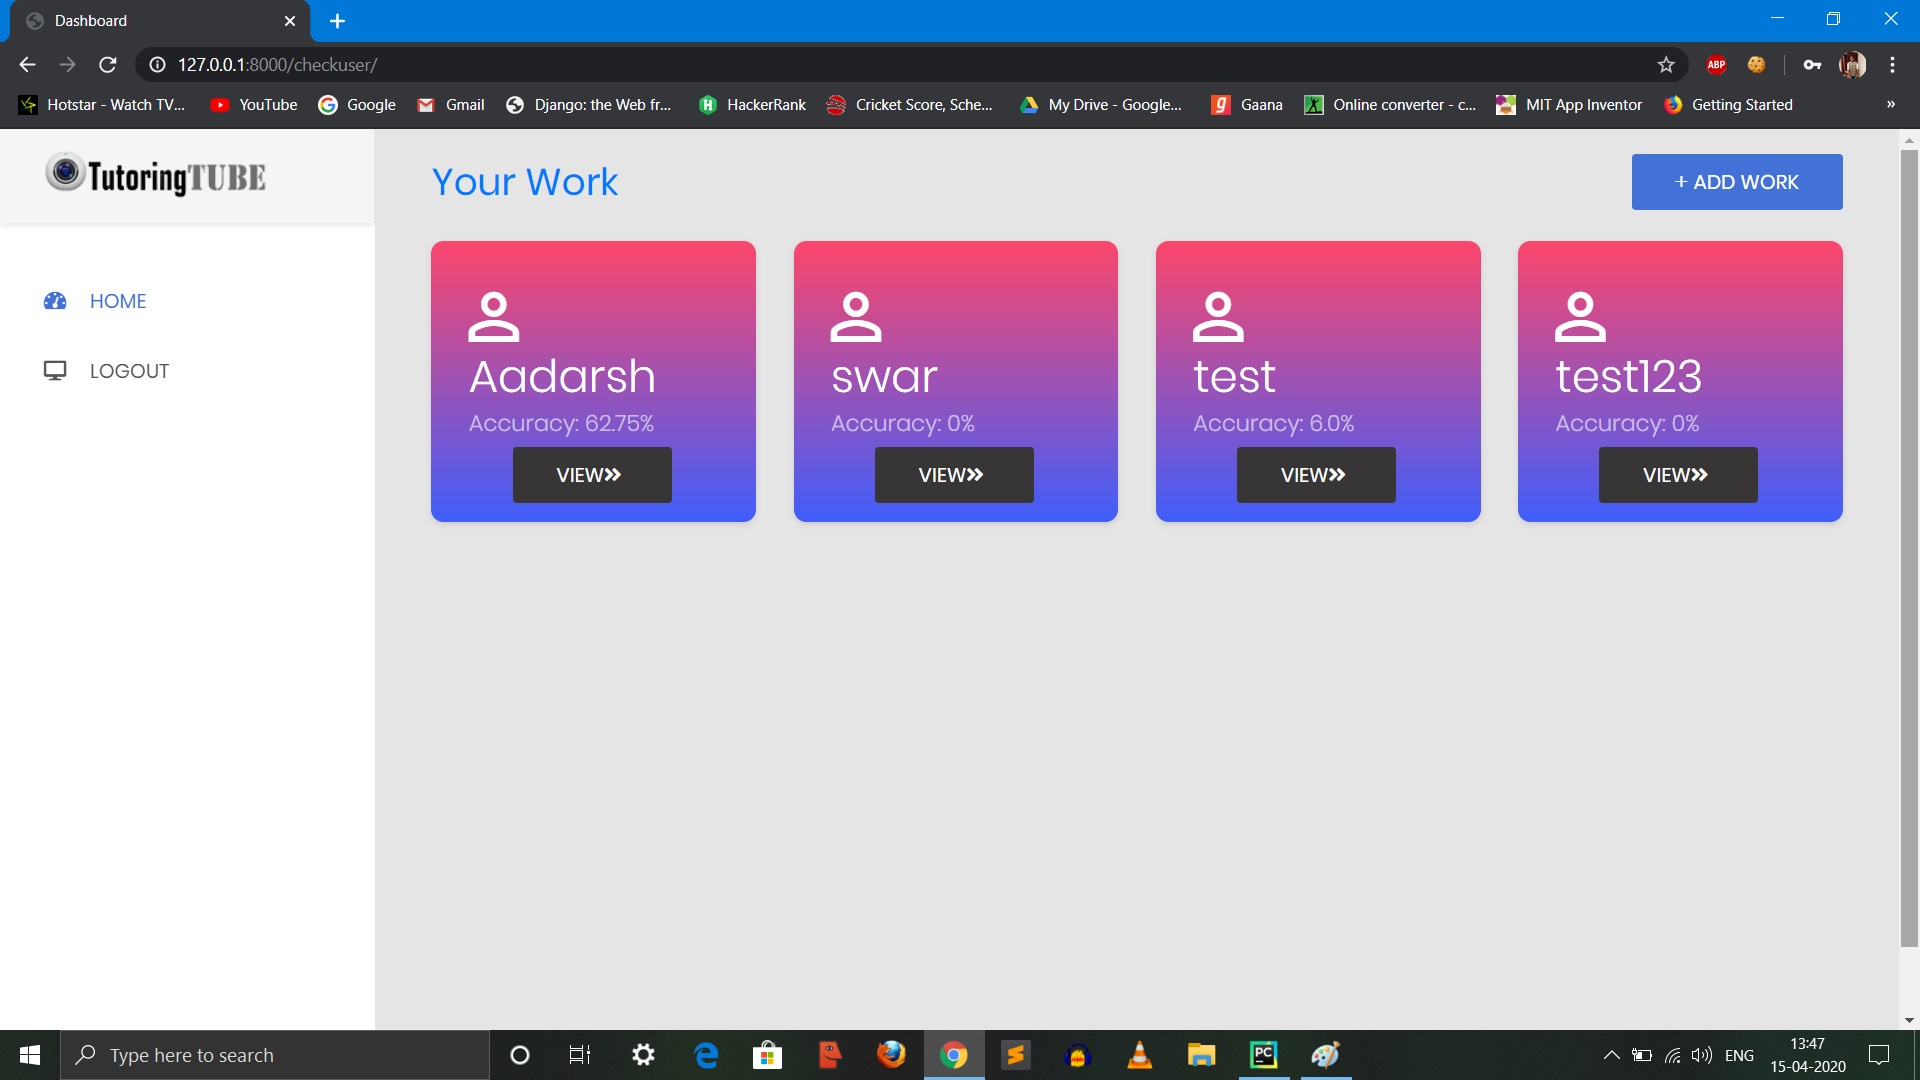 Dashboard
127.0.0.1:8000/checkuser/
Hotstar - Watch TV...
YouTube
Google
Gmail
Django: the Web fr...
HackerRank
Cricket Score, Sche...
My Drive - Google...
Gaana
Online converter - c...
MIT App Inventor
Getting Started
ABP
TutoringTUBE
HOME
LOGOUT
Your Work
+ ADD WORK
Aadarsh
Accuracy: 62.75%
VIEW»
swar
Accuracy: 0%
VIEW»
test
Accuracy: 6.0%
VIEW»
test123
Accuracy: 0%
VIEW»
Type here to search
PC
ENG
13:47
15-04-2020